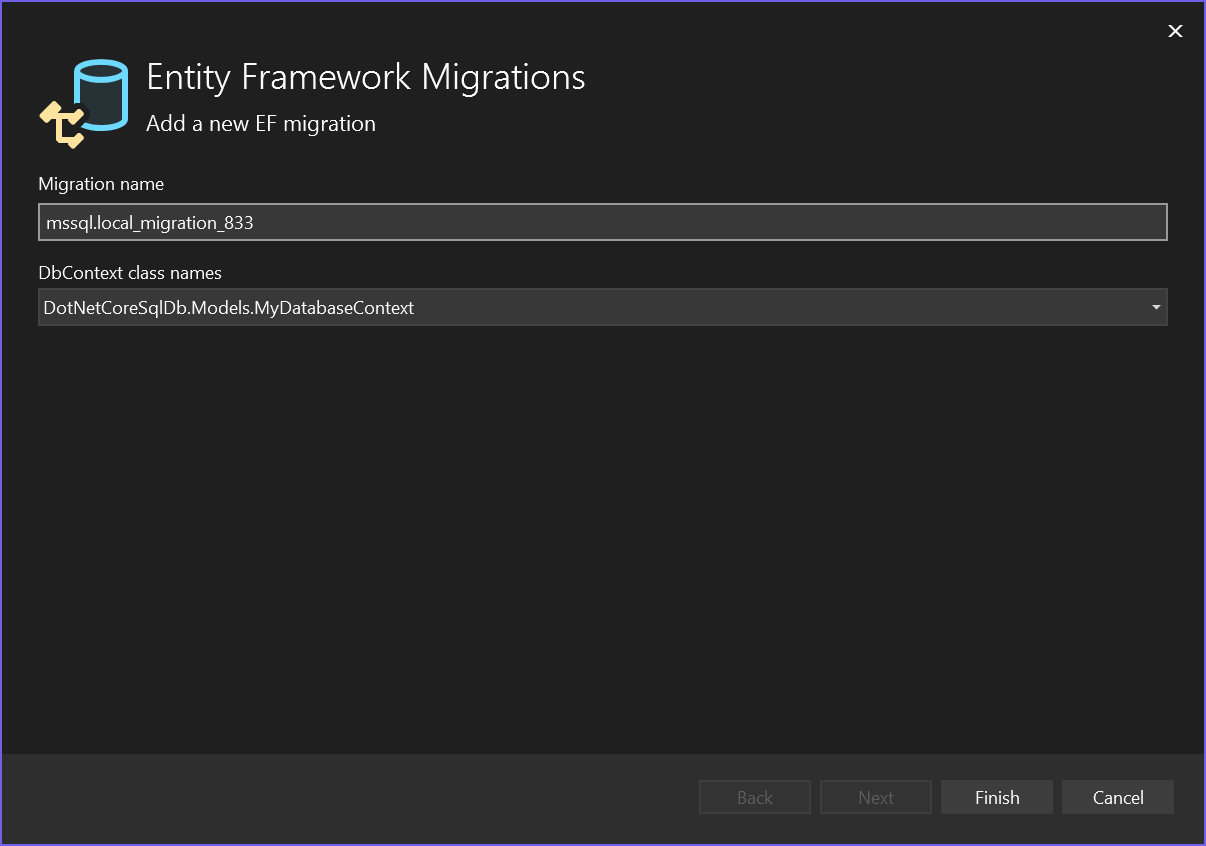 Entity Framework Migrations
Add a new EF migration
Migration name
mssql.local_migration_833
DbContext class names
DotNetCoreSqlDb.Models.MyDatabaseContext
Back
Next
Finish
Cancel